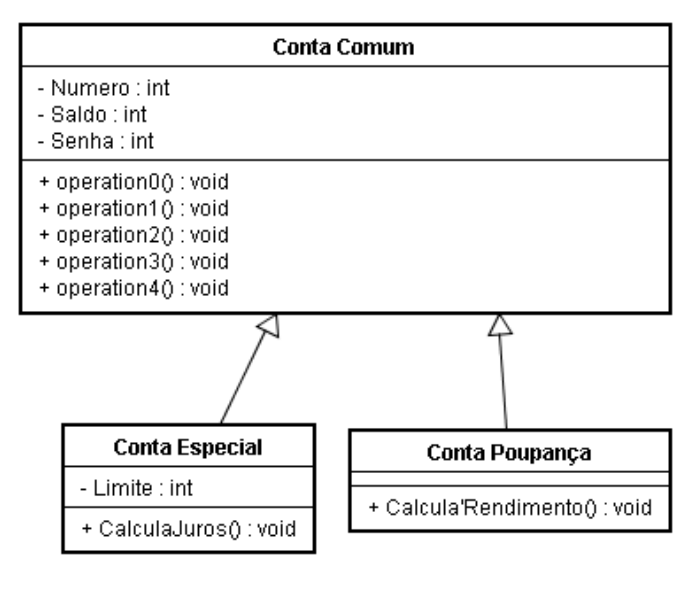 Conta Comum
- Numero : int
- Saldo : int
- Senha : int
+ operation0() : void
+ operation1() : void
+ operation2() : void
+ operation3() : void
+ operation4() : void
Conta Especial
- Limite : int
+ CalculaJuros() : void
Conta Poupança
+ Calcula'Rendimento() : void